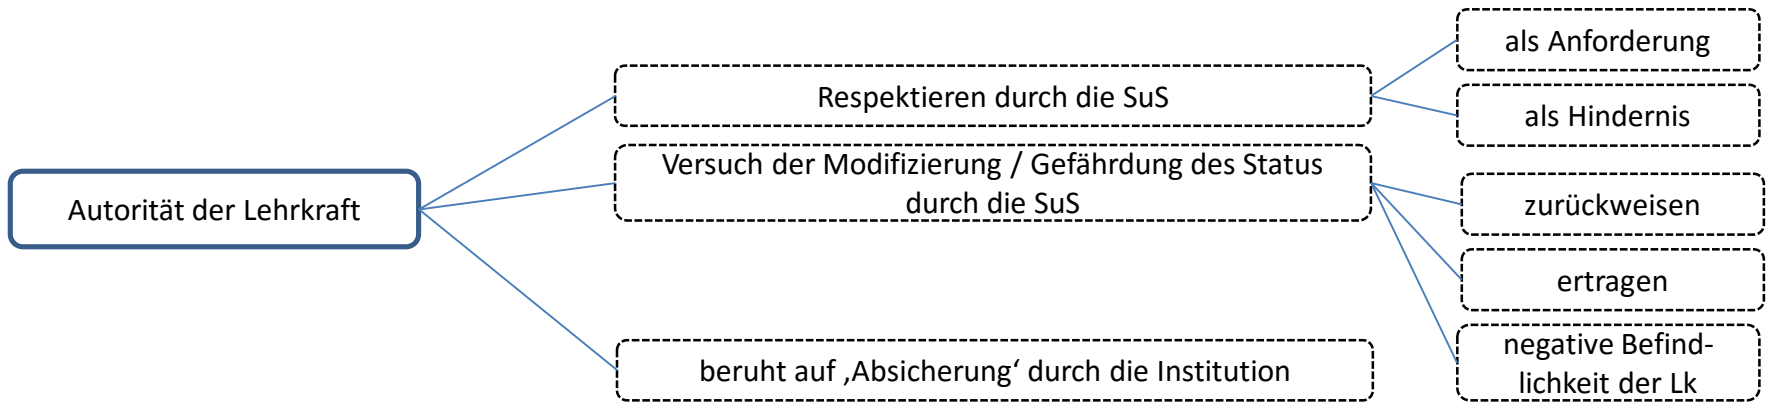 Autorität der Lehrkraft
Respektieren durch die SuS
als Anforderung
als Hindernis
Versuch der Modifizierung / Gefährdung des Status
durch die SuS
zurückweisen
ertragen
negative Befind-
lichkeit der Lk
beruht auf ‚Absicherung‘ durch die Institution